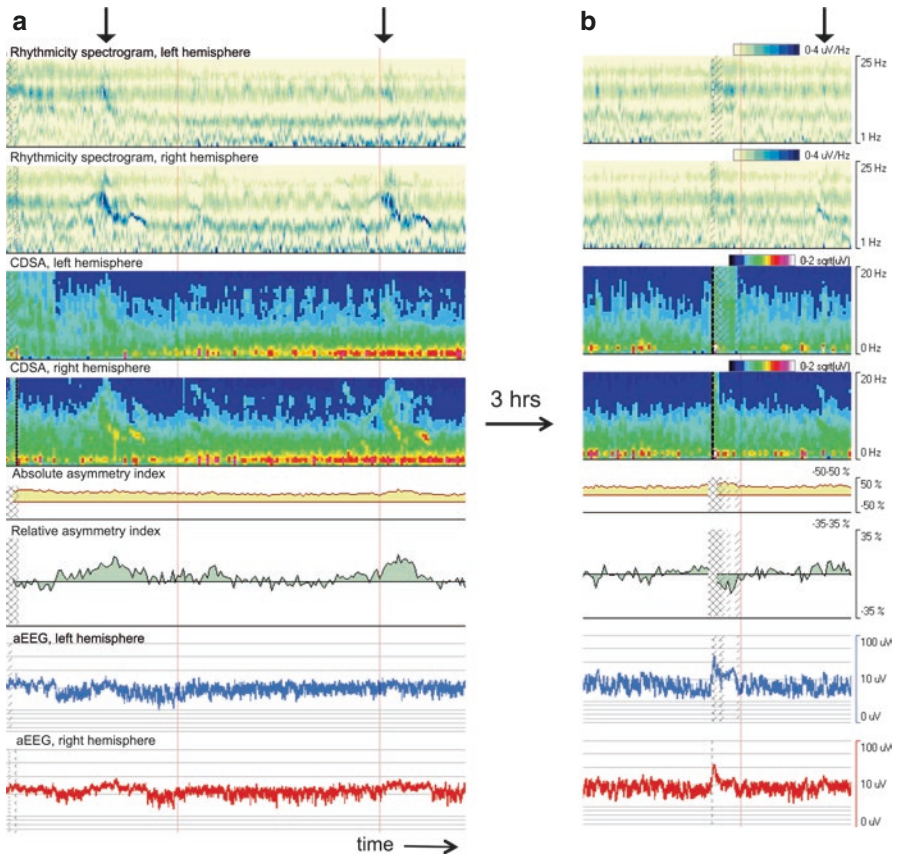 a
Rhythmicity spectrogram, left hemisphere
Rhythmicity spectrogram, right hemisphere
CDSA, left hemisphere
CDSA, right hemisphere
Absolute asymmetry index
Relative asymmetry index
aEEG, left hemisphere
aEEG, right hemisphere
time
3 hrs
b
0-4 uV/Hz
25 Hz
1 Hz
0-4 uV/Hz
25 Hz
1 Hz
0-2 sqrt[uV]
20 Hz
0 Hz
0-2 sqrt[uV]
20 Hz
0 Hz
-50-50 %
50 %
-50 %
-35-35 %
35 %
-35 %
100 uV
10 uV
0 uV
100 uV
10 uV
0 uV